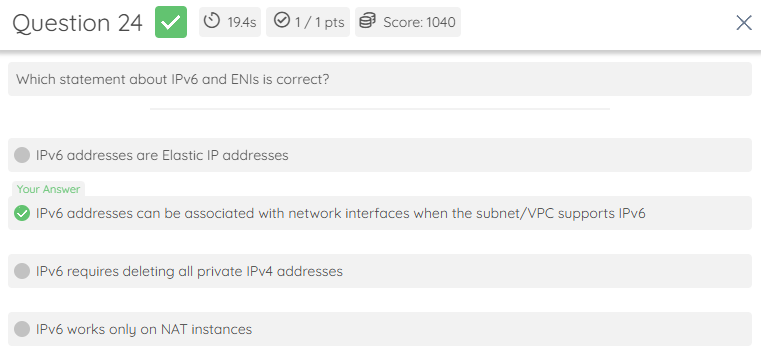 Question 24 19.4s 1 / 1 pts Score: 1040
Which statement about IPv6 and ENIs is correct?
IPv6 addresses are Elastic IP addresses
Your Answer
IPv6 addresses can be associated with network interfaces when the subnet/VPC supports IPv6
IPv6 requires deleting all private IPv4 addresses
IPv6 works only on NAT instances